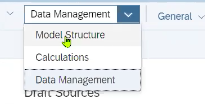 Data Management
General
Model Structure
Calculations
Data Management
Draft Sources